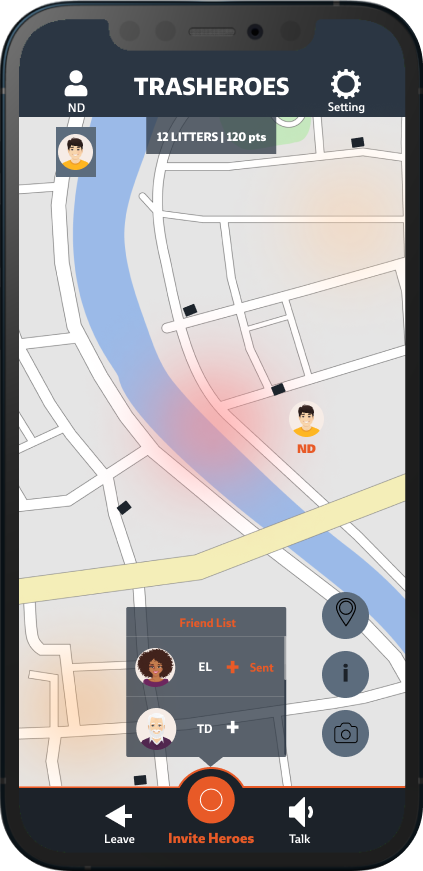 TRASHEROES
ND
Setting
12 LITTERS | 120 pts
ND
Friend List
EL + Sent
TD +
i
Leave
Invite Heroes
Talk